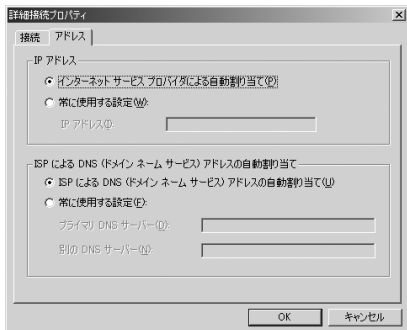 詳細接続プロパティ
接続 アドレス
IP アドレス
インターネット サービス プロバイダによる自動割り当て(P)
常に使用する設定(W):
IP アドレス(I):
ISP による DNS (ドメイン ネーム サービス) アドレスの自動割り当て
ISP による DNS (ドメイン ネーム サービス) アドレスの自動割り当て(U)
常に使用する設定(F):
プライマリ DNS サーバー(D):
別の DNS サーバー(N):
OK キャンセル